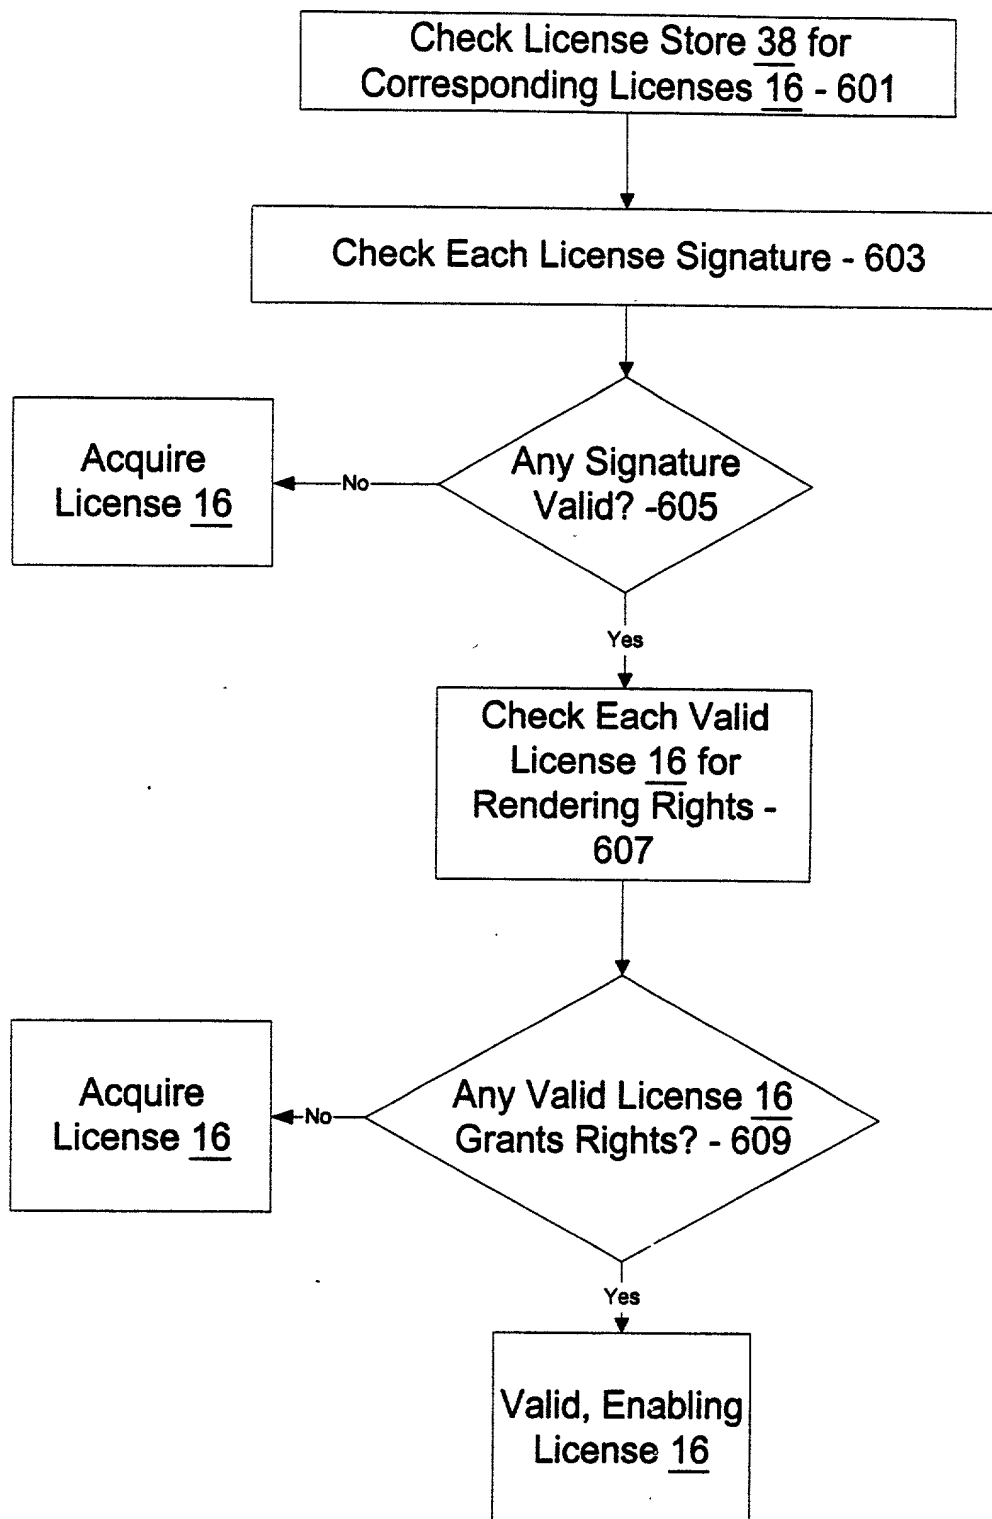 Check License Store 38 for
Corresponding Licenses 16 - 601
Check Each License Signature - 603
Any Signature
Valid? -605
No
Acquire
License 16
Yes
Check Each Valid
License 16 for
Rendering Rights -
607
Any Valid License 16
Grants Rights? - 609
No
Acquire
License 16
Yes
Valid, Enabling
License 16